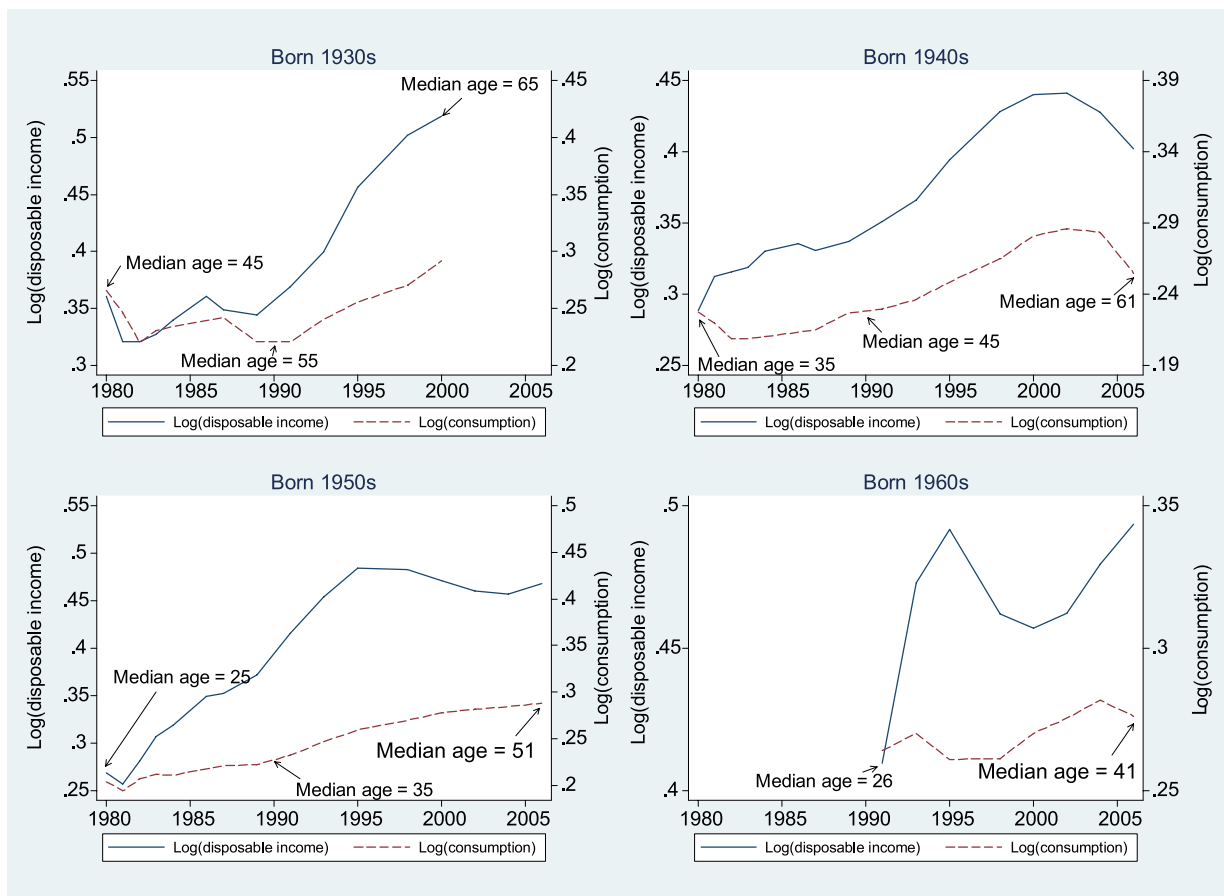 Born 1930s
.55
.5
.45
.4
.35
.3
Log(disposable income)
.45
.4
.35
.3
.25
.2
Log(consumption)
Median age = 65
Median age = 45
Median age = 55
1980 1985 1990 1995 2000 2005
Log(disposable income) Log(consumption)
Born 1940s
.45
.4
.35
.3
.25
Log(disposable income)
.39
.34
.29
.24
.19
Log(consumption)
Median age = 61
Median age = 45
Median age = 35
1980 1985 1990 1995 2000 2005
Log(disposable income) Log(consumption)
Born 1950s
.55
.5
.45
.4
.35
.3
.25
Log(disposable income)
.5
.45
.4
.35
.3
.25
.2
Log(consumption)
Median age = 25
Median age = 51
Median age = 35
1980 1985 1990 1995 2000 2005
Log(disposable income) Log(consumption)
Born 1960s
.5
.45
.4
Log(disposable income)
.35
.3
.25
Log(consumption)
Median age = 26
Median age = 41
1980 1985 1990 1995 2000 2005
Log(disposable income) Log(consumption)